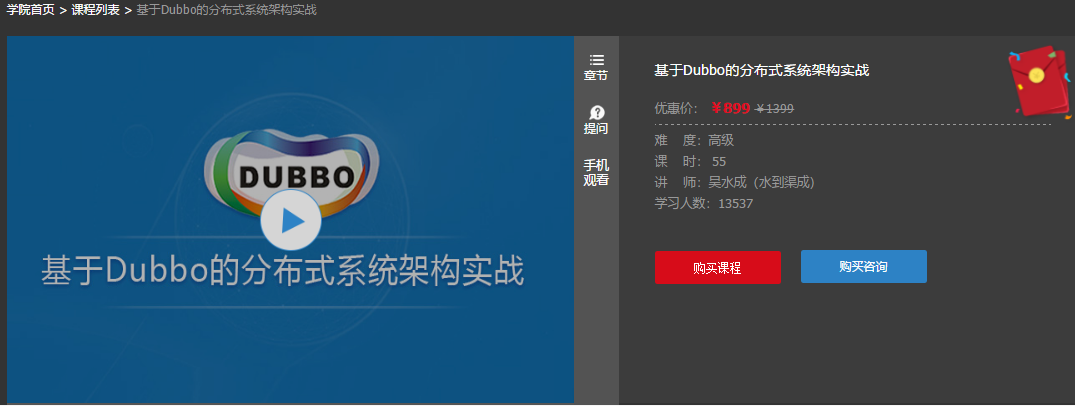 学院首页 > 课程列表 > 基于Dubbo的分布式系统架构实战
DUBBO
基于Dubbo的分布式系统架构实战
章节
提问
手机
观看
基于Dubbo的分布式系统架构实战
优惠价: ¥899 ¥1399
难 度: 高级
课 时: 55
讲 师: 吴水成 (水到渠成)
学习人数: 13537
购买课程
购买咨询